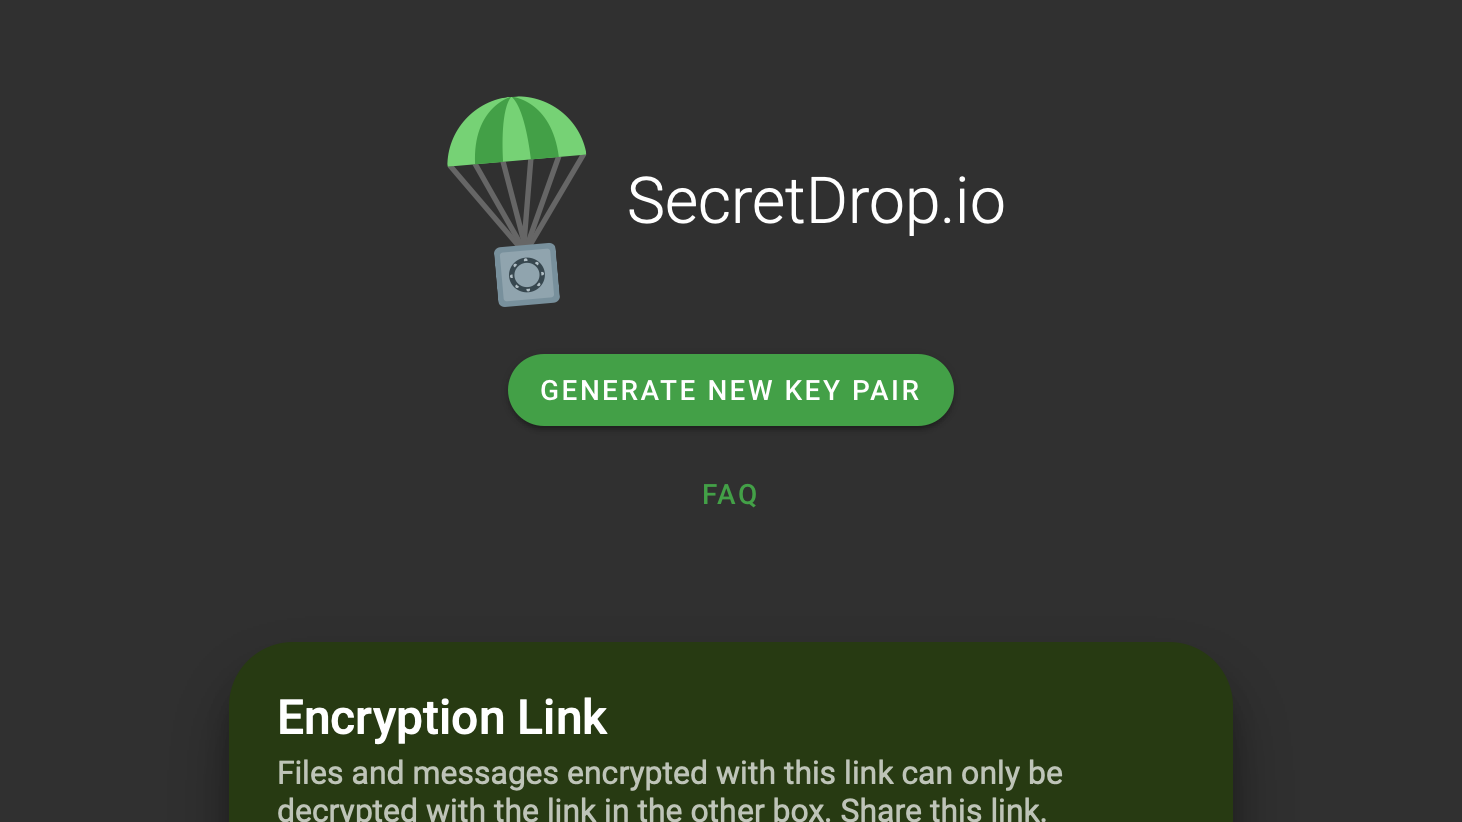 SecretDrop.io
GENERATE NEW KEY PAIR
FAQ
Encryption Link
Files and messages encrypted with this link can only be
decrypted with the link in the other box. Share this link.